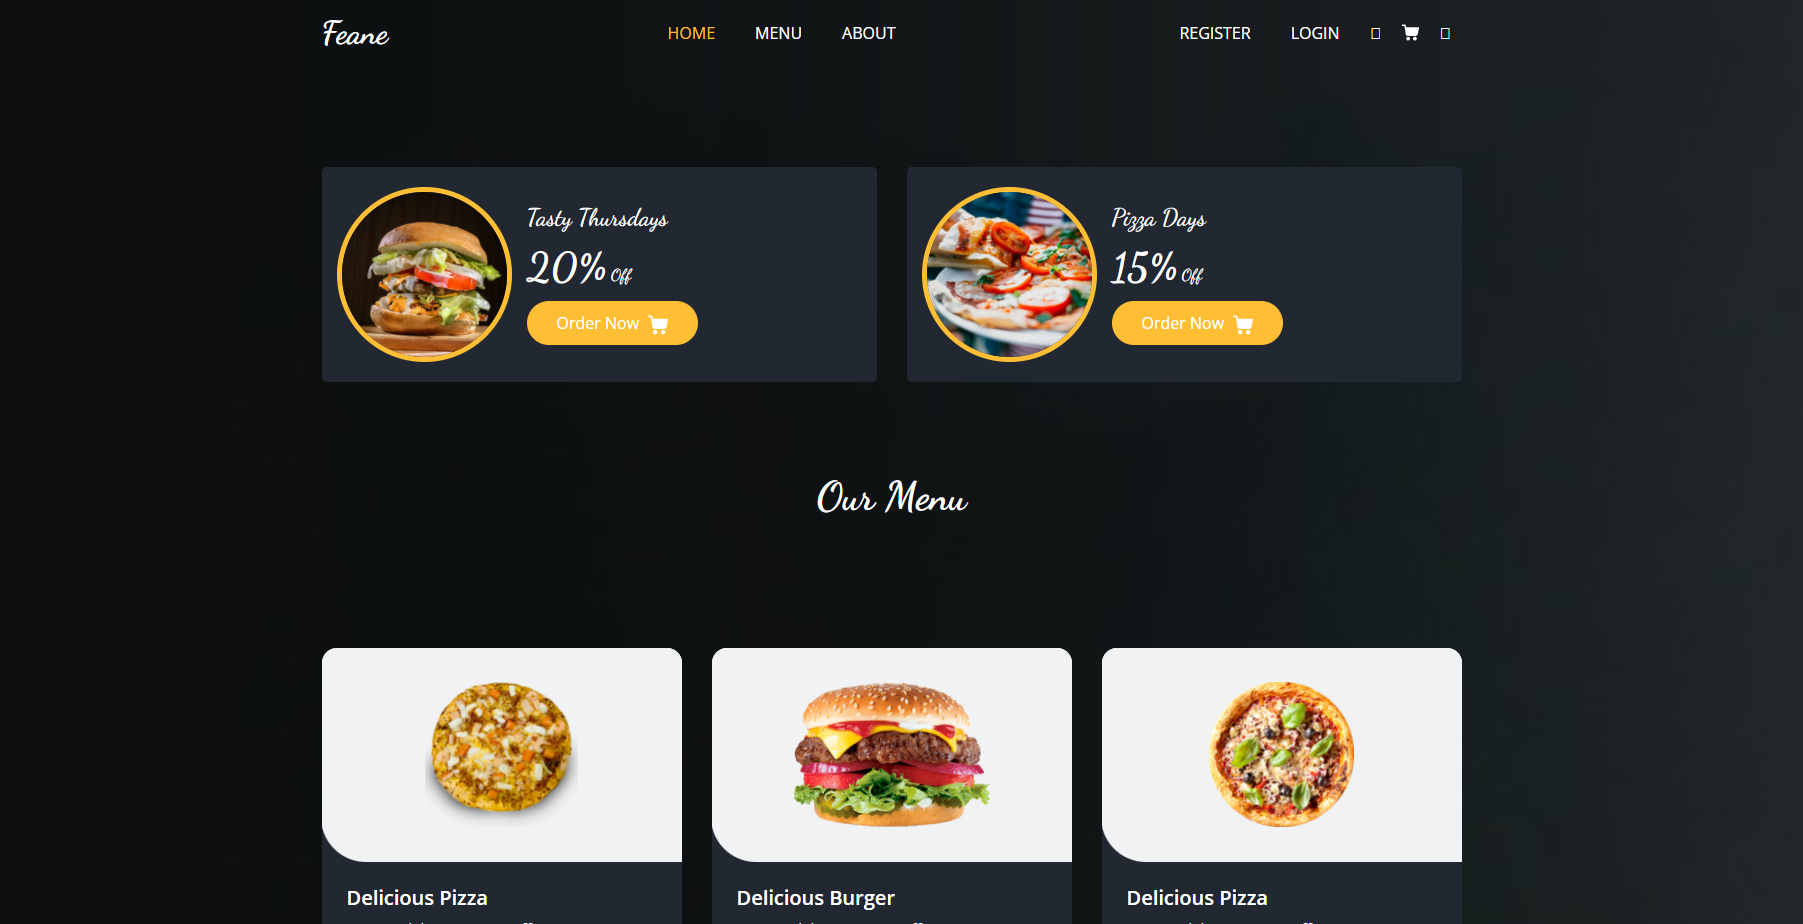 Feane
HOME MENU ABOUT
REGISTER LOGIN
Tasty Thursdays
20% Off
Order Now
Pizza Days
15% Off
Order Now
Our Menu
Delicious Pizza
Delicious Burger
Delicious Pizza